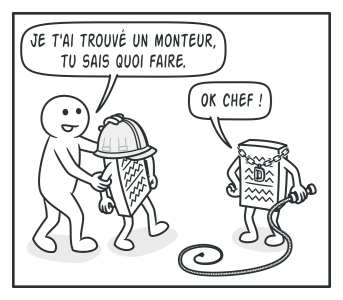 JE T'AI TROUVÉ UN MONTEUR,
TU SAIS QUOI FAIRE.
OK CHEF !
D